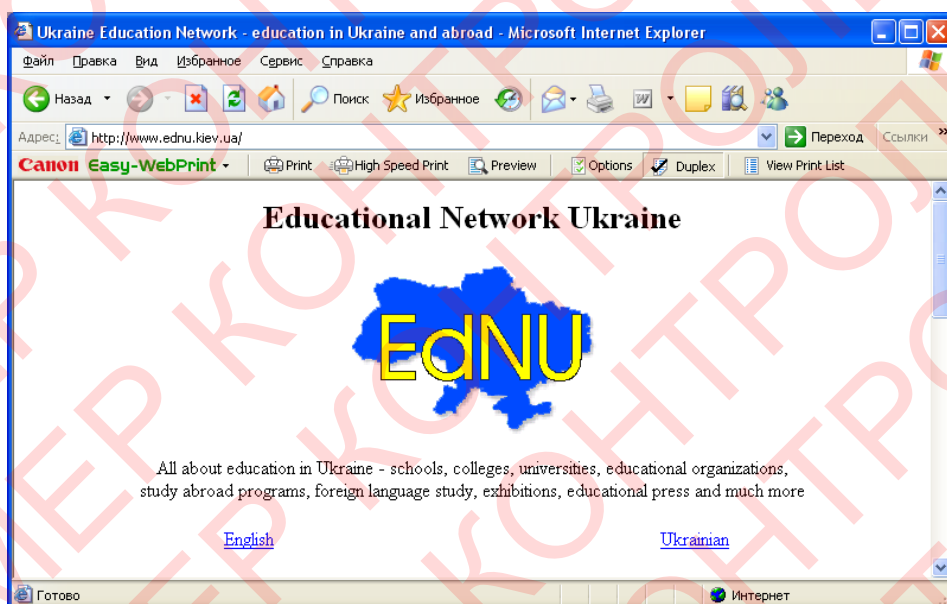 Ukraine Education Network - education in Ukraine and abroad - Microsoft Internet Explorer
Файл Правка Вид Избранное Сервис Справка
Назад Поиск Избранное
Адрес: http://www.ednu.kiev.ua/ Переход Ссылки »
Canon Easy-WebPrint Print High Speed Print Preview Options Duplex View Print List
Educational Network Ukraine
EdNU
All about education in Ukraine - schools, colleges, universities, educational organizations,
study abroad programs, foreign language study, exhibitions, educational press and much more
English Ukrainian
Готово Интернет